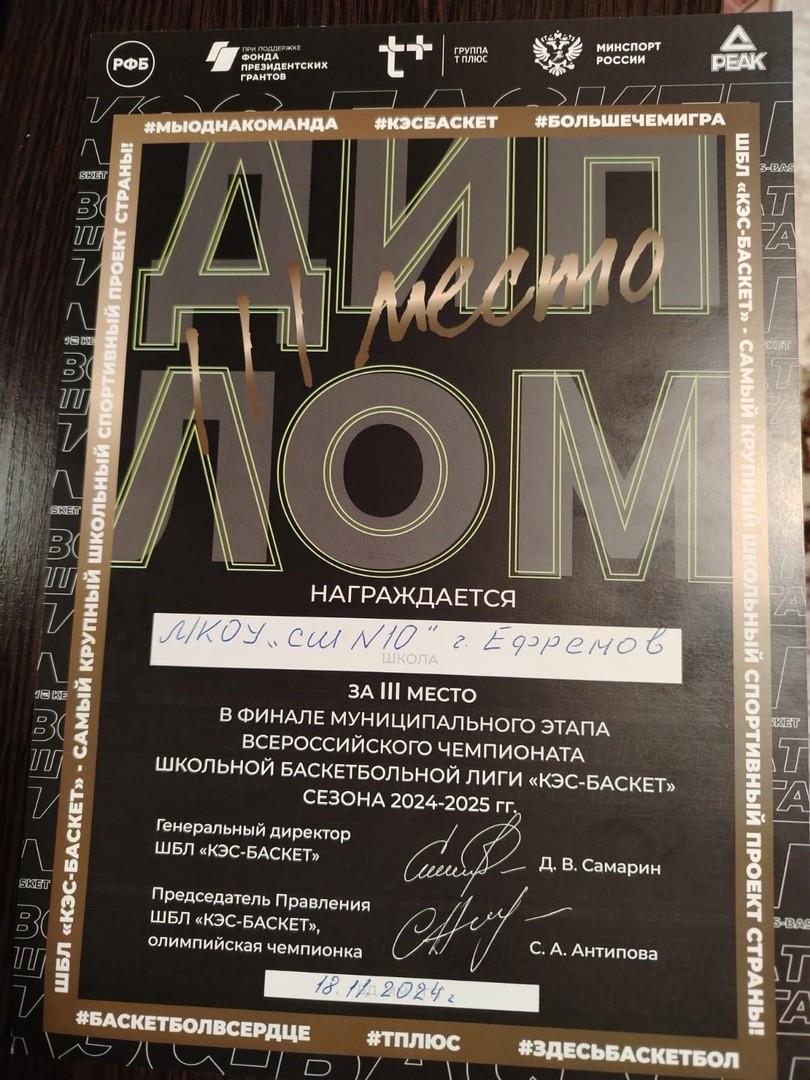 РФБ
ПРИ ПОДДЕРЖКЕ
ФОНДА
ПРЕЗИДЕНТСКИХ
ГРАНТОВ
ГРУППА
Т ПЛЮС
МИНСПОРТ
РОССИИ
PEAK
#МЫОДНАКОМАНДА #КЭСБАСКЕТ #БОЛЬШЕЧЕМИГРА
ШБЛ «КЭС-БАСКЕТ» - САМЫЙ КРУПНЫЙ ШКОЛЬНЫЙ СПОРТИВНЫЙ ПРОЕКТ СТРАНЫ!
ШБЛ «КЭС-БАСКЕТ» - САМЫЙ КРУПНЫЙ ШКОЛЬНЫЙ СПОРТИВНЫЙ ПРОЕКТ СТРАНЫ!
ДИП
III место
ЛОМ
НАГРАЖДАЕТСЯ
МКОУ „СШ N10" г. Ефремов
ШКОЛА
ЗА III МЕСТО
В ФИНАЛЕ МУНИЦИПАЛЬНОГО ЭТАПА
ВСЕРОССИЙСКОГО ЧЕМПИОНАТА
ШКОЛЬНОЙ БАСКЕТБОЛЬНОЙ ЛИГИ «КЭС-БАСКЕТ»
СЕЗОНА 2024-2025 гг.
Генеральный директор
ШБЛ «КЭС-БАСКЕТ»
Д. В. Самарин
Председатель Правления
ШБЛ «КЭС-БАСКЕТ»,
олимпийская чемпионка
С. А. Антипова
18.11.2024г
#БАСКЕТБОЛВСЕРДЦЕ #ТПЛЮС #ЗДЕСЬБАСКЕТБОЛ